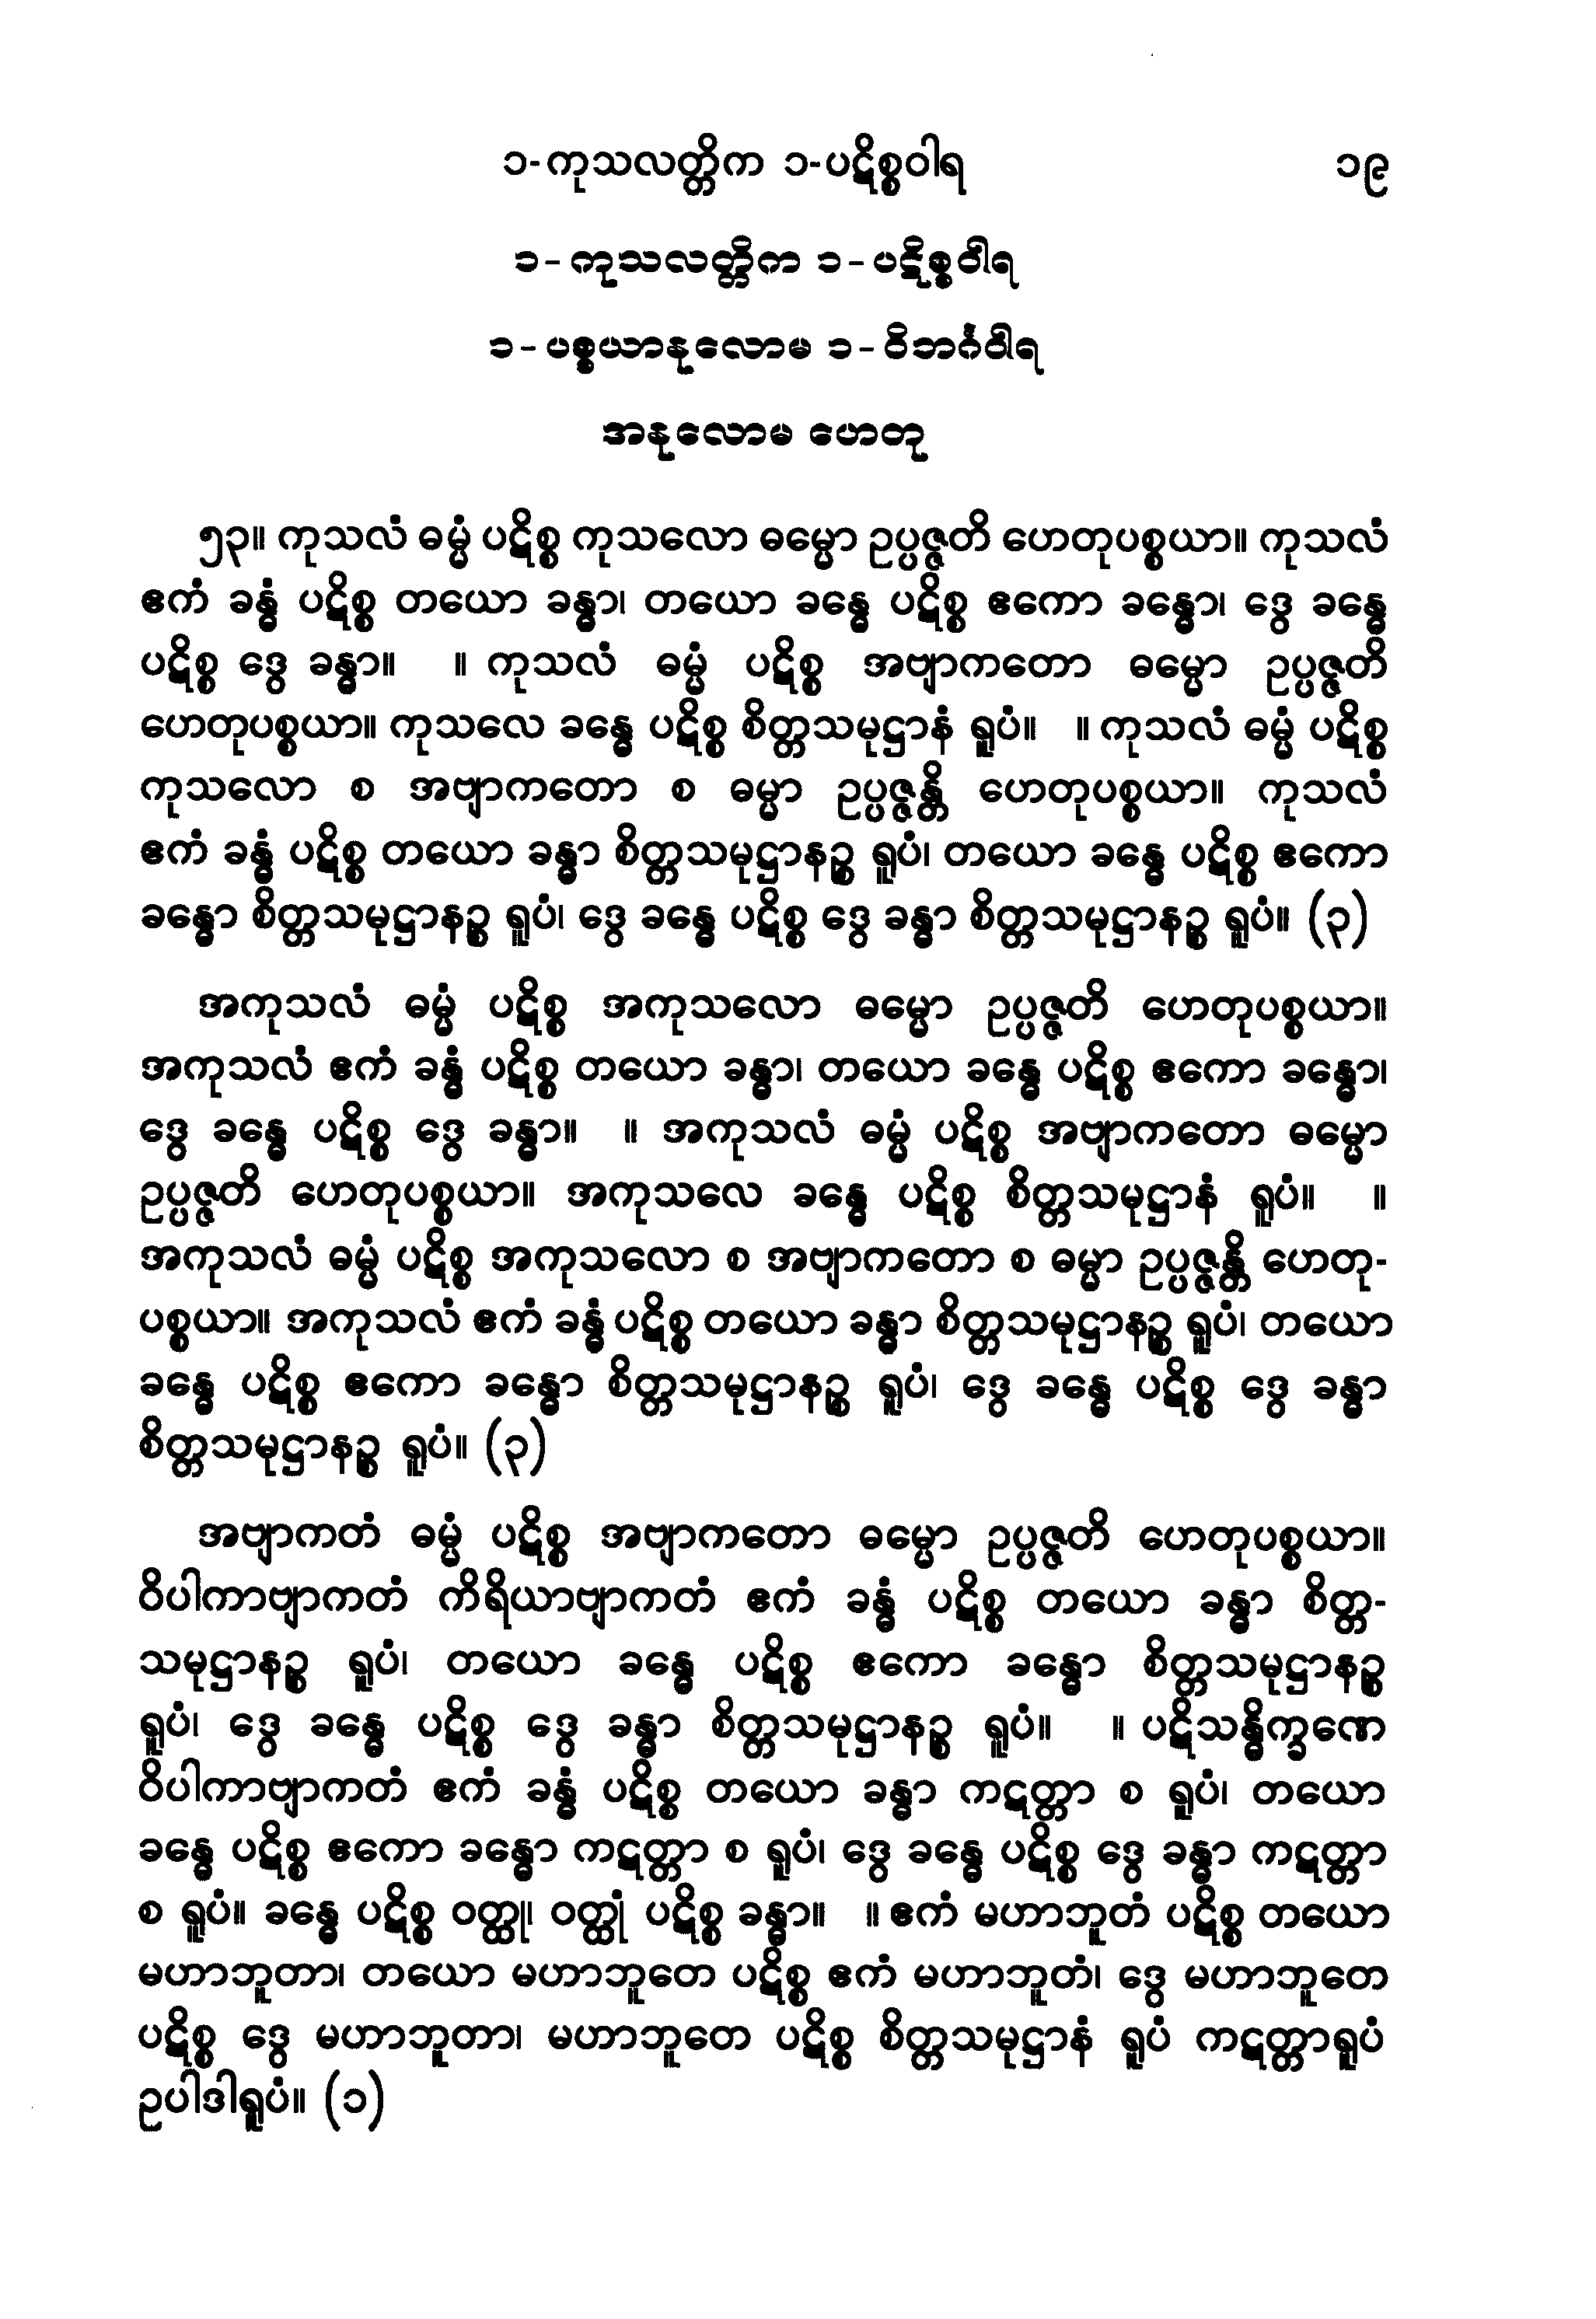 ၁-ကုသလတ္တိက ၁-ပဋိစ္စဝါရ ၁၉
၁-ကုသလတ္တိက ၁-ပဋိစ္စဝါရ
၁-ပစ္စယာနုလောမ ၁-ဝိဘင်္ဂဝါရ
အနုလောမ ဟေတု
၅၃။ ကုသလံ ဓမ္မံ ပဋိစ္စ ကုသလော ဓမ္မော ဥပ္ပဇ္ဇတိ ဟေတုပစ္စယာ။ ကုသလံ
ဧကံ ခန္ဓံ ပဋိစ္စ တယော ခန္ဓာ၊ တယော ခန္ဓေ ပဋိစ္စ ဧကော ခန္ဓော၊ ဒွေ ခန္ဓေ
ပဋိစ္စ ဒွေ ခန္ဓာ။ ။ ကုသလံ ဓမ္မံ ပဋိစ္စ အဗျာကတော ဓမ္မော ဥပ္ပဇ္ဇတိ
ဟေတုပစ္စယာ။ ကုသလေ ခန္ဓေ ပဋိစ္စ စိတ္တသမုဋ္ဌာနံ ရူပံ။ ။ ကုသလံ ဓမ္မံ ပဋိစ္စ
ကုသလော စ အဗျာကတော စ ဓမ္မာ ဥပ္ပဇ္ဇန္တိ ဟေတုပစ္စယာ။ ကုသလံ
ဧကံ ခန္ဓံ ပဋိစ္စ တယော ခန္ဓာ စိတ္တသမုဋ္ဌာနဉ္စ ရူပံ၊ တယော ခန္ဓေ ပဋိစ္စ ဧကော
ခန္ဓော စိတ္တသမုဋ္ဌာနဉ္စ ရူပံ၊ ဒွေ ခန္ဓေ ပဋိစ္စ ဒွေ ခန္ဓာ စိတ္တသမုဋ္ဌာနဉ္စ ရူပံ။ (၃)
အကုသလံ ဓမ္မံ ပဋိစ္စ အကုသလော ဓမ္မော ဥပ္ပဇ္ဇတိ ဟေတုပစ္စယာ။
အကုသလံ ဧကံ ခန္ဓံ ပဋိစ္စ တယော ခန္ဓာ၊ တယော ခန္ဓေ ပဋိစ္စ ဧကော ခန္ဓော၊
ဒွေ ခန္ဓေ ပဋိစ္စ ဒွေ ခန္ဓာ။ ။ အကုသလံ ဓမ္မံ ပဋိစ္စ အဗျာကတော ဓမ္မော
ဥပ္ပဇ္ဇတိ ဟေတုပစ္စယာ။ အကုသလေ ခန္ဓေ ပဋိစ္စ စိတ္တသမုဋ္ဌာနံ ရူပံ။ ။
အကုသလံ ဓမ္မံ ပဋိစ္စ အကုသလော စ အဗျာကတော စ ဓမ္မာ ဥပ္ပဇ္ဇန္တိ ဟေတု-
ပစ္စယာ။ အကုသလံ ဧကံ ခန္ဓံ ပဋိစ္စ တယော ခန္ဓာ စိတ္တသမုဋ္ဌာနဉ္စ ရူပံ၊ တယော
ခန္ဓေ ပဋိစ္စ ဧကော ခန္ဓော စိတ္တသမုဋ္ဌာနဉ္စ ရူပံ၊ ဒွေ ခန္ဓေ ပဋိစ္စ ဒွေ ခန္ဓာ
စိတ္တသမုဋ္ဌာနဉ္စ ရူပံ။ (၃)
အဗျာကတံ ဓမ္မံ ပဋိစ္စ အဗျာကတော ဓမ္မော ဥပ္ပဇ္ဇတိ ဟေတုပစ္စယာ။
ဝိပါကာဗျာကတံ ကိရိယာဗျာကတံ ဧကံ ခန္ဓံ ပဋိစ္စ တယော ခန္ဓာ စိတ္တ-
သမုဋ္ဌာနဉ္စ ရူပံ၊ တယော ခန္ဓေ ပဋိစ္စ ဧကော ခန္ဓော စိတ္တသမုဋ္ဌာနဉ္စ
ရူပံ၊ ဒွေ ခန္ဓေ ပဋိစ္စ ဒွေ ခန္ဓာ စိတ္တသမုဋ္ဌာနဉ္စ ရူပံ။ ။ ပဋိသန္ဓိက္ခဏေ
ဝိပါကာဗျာကတံ ဧကံ ခန္ဓံ ပဋိစ္စ တယော ခန္ဓာ ကဋတ္တာ စ ရူပံ၊ တယော
ခန္ဓေ ပဋိစ္စ ဧကော ခန္ဓော ကဋတ္တာ စ ရူပံ၊ ဒွေ ခန္ဓေ ပဋိစ္စ ဒွေ ခန္ဓာ ကဋတ္တာ
စ ရူပံ။ ခန္ဓေ ပဋိစ္စ ဝတ္ထု၊ ဝတ္ထုံ ပဋိစ္စ ခန္ဓာ။ ။ ဧကံ မဟာဘူတံ ပဋိစ္စ တယော
မဟာဘူတာ၊ တယော မဟာဘူတေ ပဋိစ္စ ဧကံ မဟာဘူတံ၊ ဒွေ မဟာဘူတေ
ပဋိစ္စ ဒွေ မဟာဘူတာ၊ မဟာဘူတေ ပဋိစ္စ စိတ္တသမုဋ္ဌာနံ ရူပံ ကဋတ္တာရူပံ
ဥပါဒါရူပံ။ (၁)